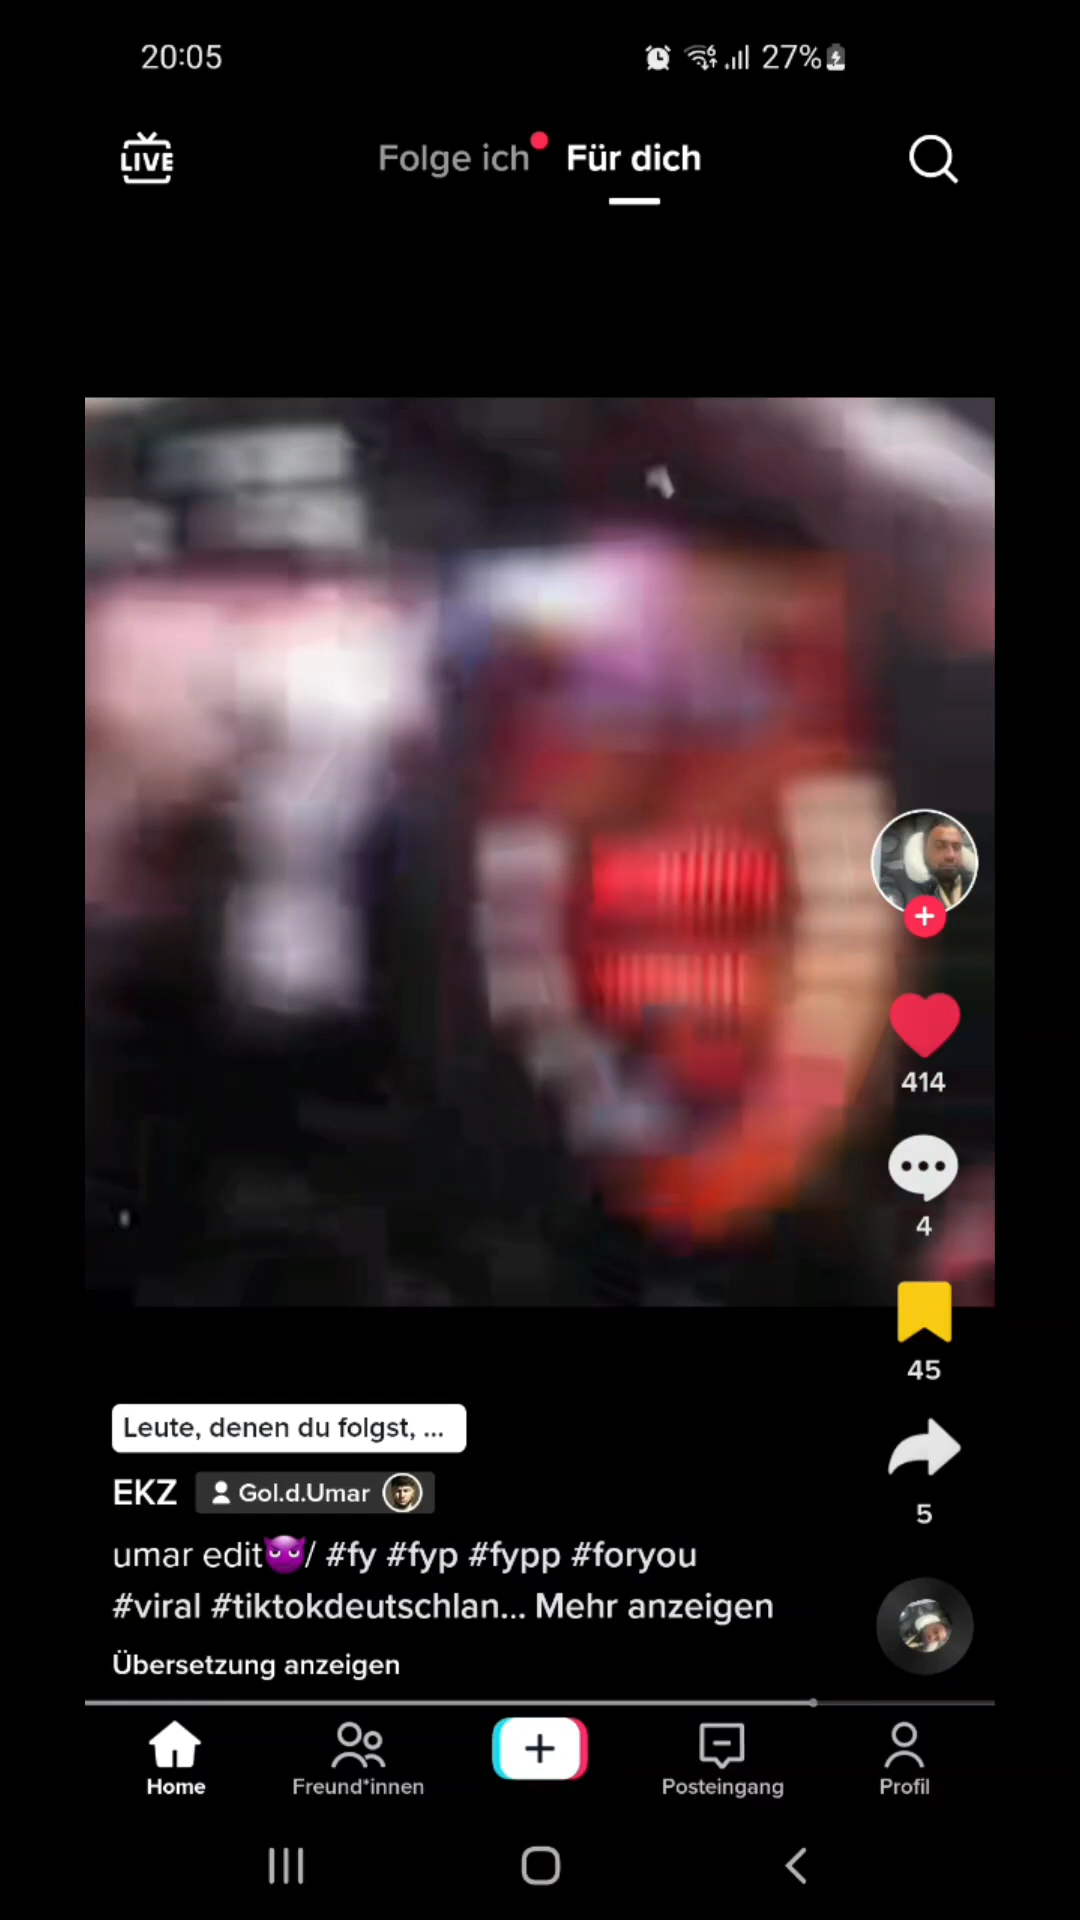 20:05
27%
LIVE
Folge ich
Für dich
414
4
45
5
Leute, denen du folgst, ...
EKZ Gol.d.Umar
umar edit😈/ #fy #fyp #fypp #foryou
#viral #tiktokdeutschlan... Mehr anzeigen
Übersetzung anzeigen
Home
Freund*innen
Posteingang
Profil